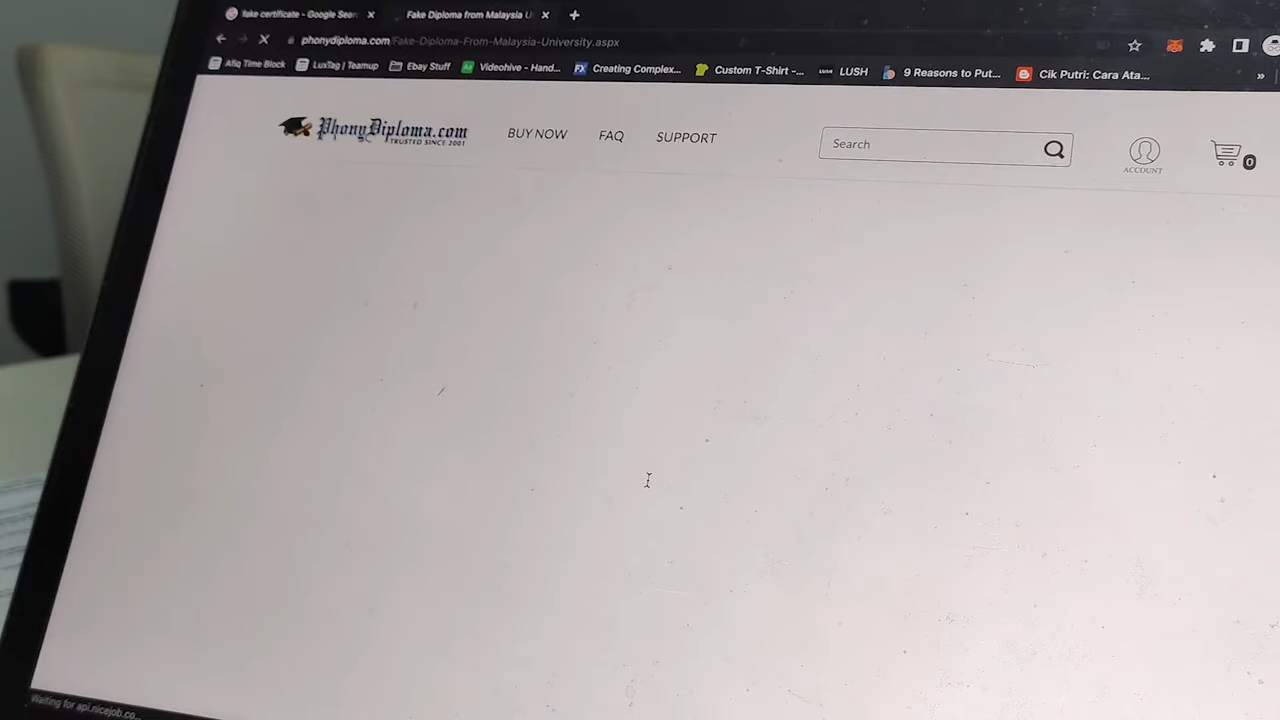 fake certificate - Google Sear
Fake Diploma from Malaysia U
phonydiploma.com/Fake-Diploma-From-Malaysia-University.aspx
Afiq Time Block
LuxTag | Teamup
Ebay Stuff
Videohive - Hand...
FX Creating Complex...
Custom T-Shirt -...
LUSH LUSH
9 Reasons to Put...
Cik Putri: Cara Ata...
»
PhonyDiploma.com
TRUSTED SINCE 2001
BUY NOW
FAQ
SUPPORT
Search
ACCOUNT
0
Waiting for api.nicejob.co...